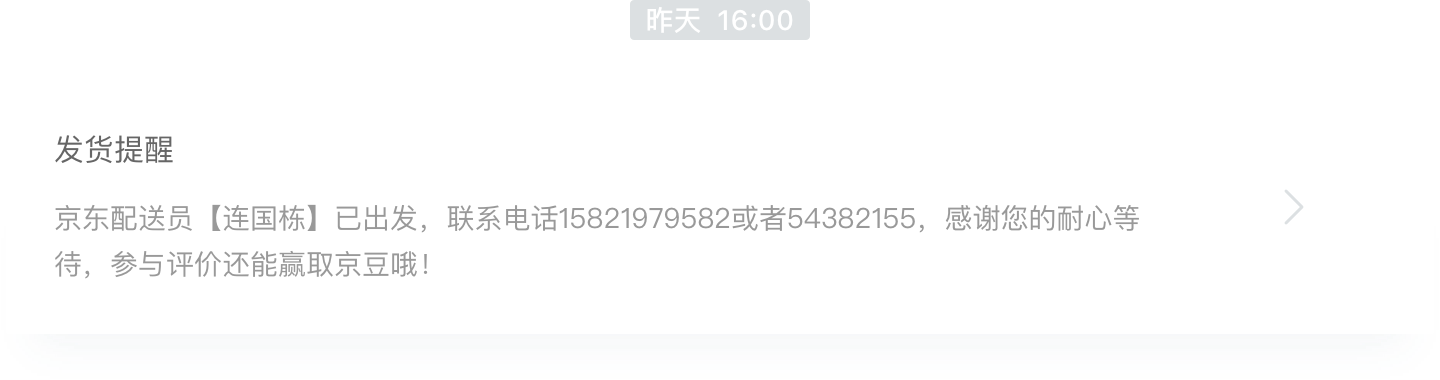 昨天 16:00
发货提醒
京东配送员【连国栋】已出发，联系电话15821979582或者54382155，感谢您的耐心等
待，参与评价还能赢取京豆哦！